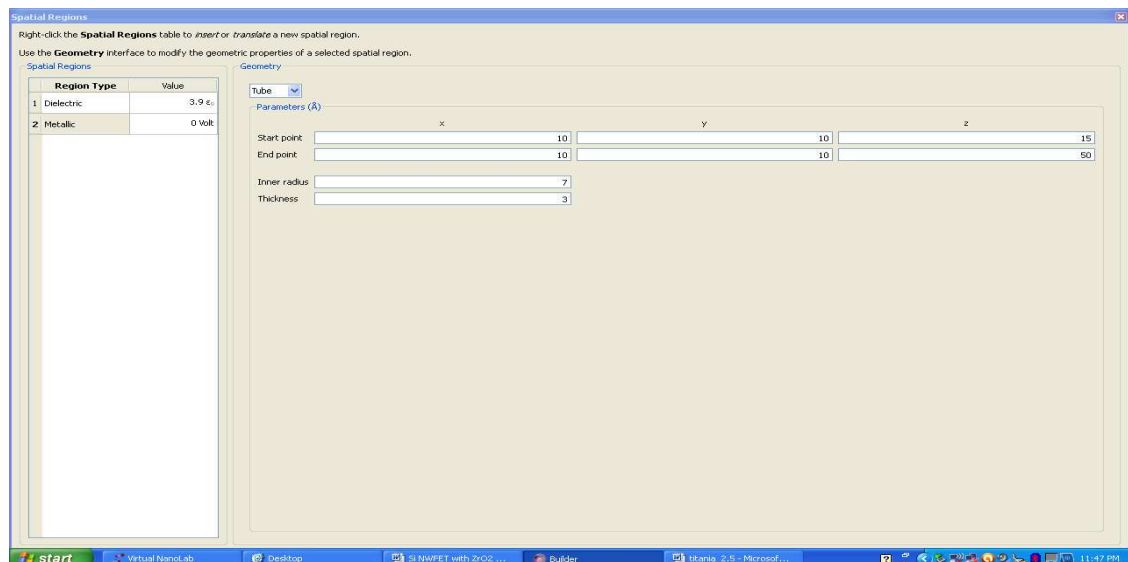 Spatial Regions
Right-click the Spatial Regions table to insert or translate a new spatial region.
Use the Geometry interface to modify the geometric properties of a selected spatial region.
Spatial Regions
Region Type Value
1 Dielectric 3.9 ε₀
2 Metallic 0 Volt
Geometry
Tube
Parameters (Å)
x y z
Start point 10 10 15
End point 10 10 50
Inner radius 7
Thickness 3
start Virtual NanoLab Desktop Si NWFET with ZrO2 ... Builder titania 2.5 - Microsof... 11:47 PM